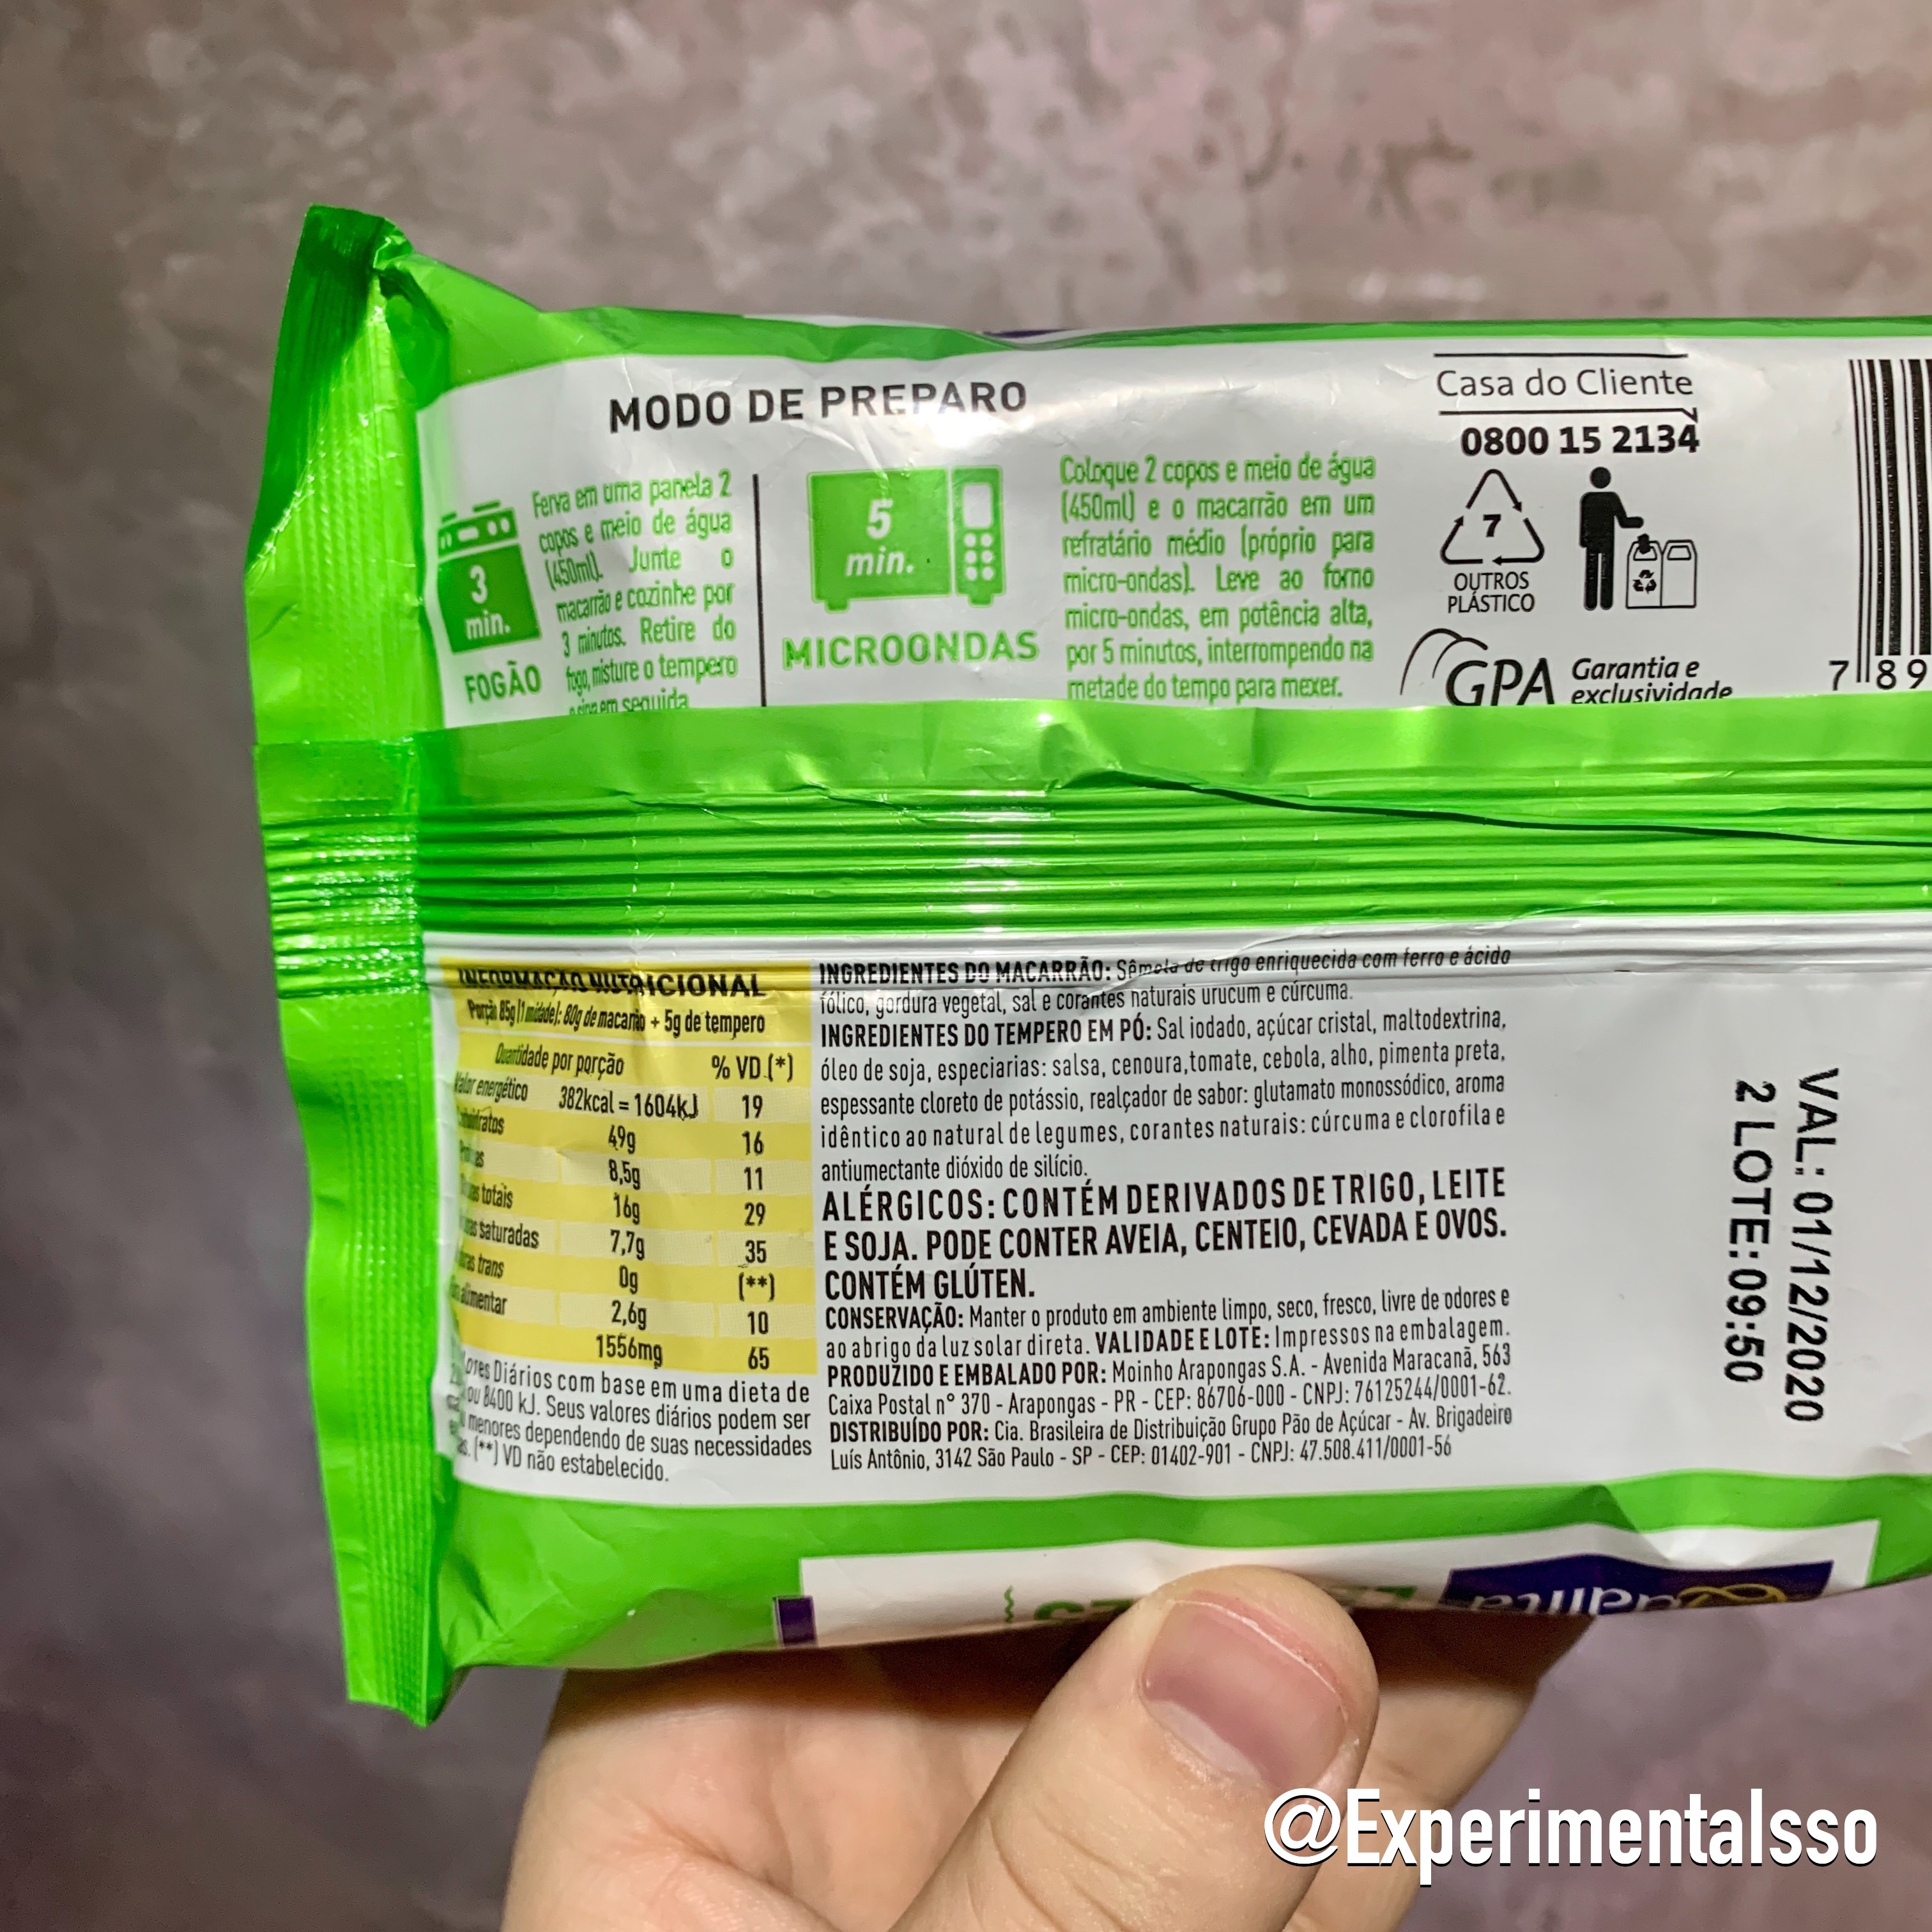 MODO DE PREPARO
3
min.
FOGÃO
Ferva em uma panela 2
copos e meio de água
(450ml). Junte o
macarrão e cozinhe por
3 minutos. Retire do
fogo, misture o tempero
e sirva em seguida
5
min.
MICROONDAS
Coloque 2 copos e meio de água
(450ml) e o macarrão em um
refratário médio (próprio para
micro-ondas). Leve ao forno
micro-ondas, em potência alta,
por 5 minutos, interrompendo na
metade do tempo para mexer.
Casa do Cliente
0800 15 2134
7
OUTROS
PLÁSTICO
GPA
Garantia e
exclusividade
7 89
INFORMAÇÃO NUTRICIONAL
Porção 85g (1 unidade): 80g de macarrão + 5g de tempero
Quantidade por porção % VD (*)
Valor energético 382kcal = 1604kJ 19
49g 16
8,5g 11
totais 16g 29
saturadas 7,7g 35
trans 0g (**)
alimentar 2,6g 10
1556mg 65
Diários com base em uma dieta de
ou 8400 kJ. Seus valores diários podem ser
menores dependendo de suas necessidades
(**) VD não estabelecido.
INGREDIENTES DO MACARRÃO: Sêmola de trigo enriquecida com ferro e ácido
fólico, gordura vegetal, sal e corantes naturais urucum e cúrcuma.
INGREDIENTES DO TEMPERO EM PÓ: Sal iodado, açúcar cristal, maltodextrina,
óleo de soja, especiarias: salsa, cenoura,tomate, cebola, alho, pimenta preta,
espessante cloreto de potássio, realçador de sabor: glutamato monossódico, aroma
idêntico ao natural de legumes, corantes naturais: cúrcuma e clorofila e
antiumectante dióxido de silício.
ALÉRGICOS: CONTÉM DERIVADOS DE TRIGO, LEITE
E SOJA. PODE CONTER AVEIA, CENTEIO, CEVADA E OVOS.
CONTÉM GLÚTEN.
CONSERVAÇÃO: Manter o produto em ambiente limpo, seco, fresco, livre de odores e
ao abrigo da luz solar direta. VALIDADE E LOTE: Impressos na embalagem.
PRODUZIDO E EMBALADO POR: Moinho Arapongas S.A. - Avenida Maracanã, 563
Caixa Postal n° 370 - Arapongas - PR - CEP: 86706-000 - CNPJ: 76125244/0001-62.
DISTRIBUÍDO POR: Cia. Brasileira de Distribuição Grupo Pão de Açúcar - Av. Brigadeiro
Luís Antônio, 3142 São Paulo - SP - CEP: 01402-901 - CNPJ: 47.508.411/0001-56
VAL: 01/12/2020
2 LOTE:09:50
@ExperimentaIsso